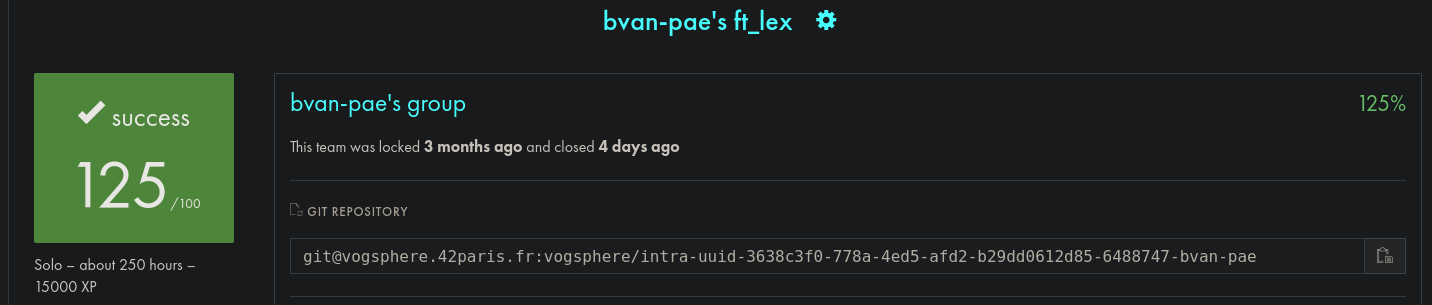 bvan-pae's ft_lex
success
125 /100
Solo – about 250 hours –
15000 XP
bvan-pae's group
125%
This team was locked 3 months ago and closed 4 days ago
GIT REPOSITORY
git@vogsphere.42paris.fr:vogsphere/intra-uuid-3638c3f0-778a-4ed5-afd2-b29dd0612d85-6488747-bvan-pae